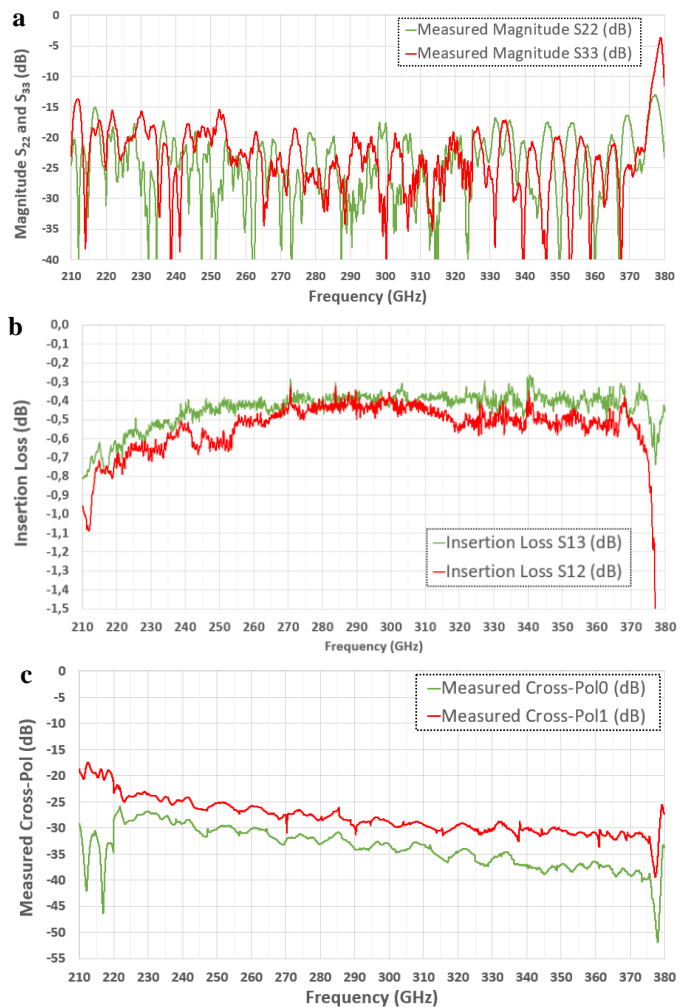 a
Measured Magnitude S22 (dB)
Measured Magnitude S33 (dB)
Magnitude S22 and S33 (dB)
0
-5
-10
-15
-20
-25
-30
-35
-40
210 220 230 240 250 260 270 280 290 300 310 320 330 340 350 360 370 380
Frequency (GHz)
b
Insertion Loss (dB)
0,0
-0,1
-0,2
-0,3
-0,4
-0,5
-0,6
-0,7
-0,8
-0,9
-1,0
-1,1
-1,2
-1,3
-1,4
-1,5
Insertion Loss S13 (dB)
Insertion Loss S12 (dB)
210 220 230 240 250 260 270 280 290 300 310 320 330 340 350 360 370 380
Frequency (GHz)
c
Measured Cross-Pol (dB)
0
-5
-10
-15
-20
-25
-30
-35
-40
-45
-50
-55
Measured Cross-Pol0 (dB)
Measured Cross-Pol1 (dB)
210 220 230 240 250 260 270 280 290 300 310 320 330 340 350 360 370 380
Frequency (GHz)